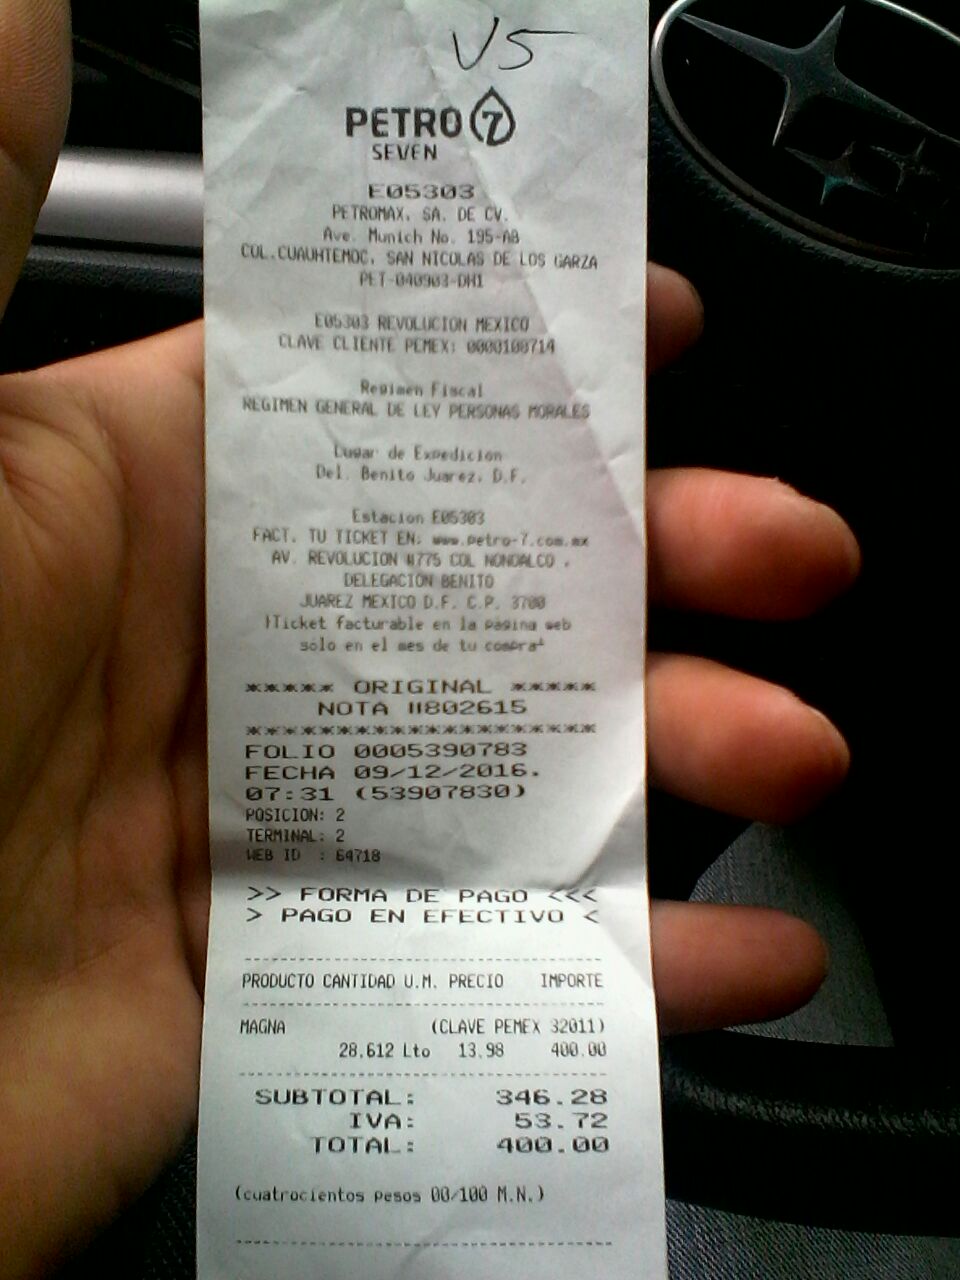 V5
PETRO 7
SEVEN
E05303
PETROMAX, SA. DE CV.
Ave. Munich No. 195-AB
COL.CUAUHTEMOC, SAN NICOLAS DE LOS GARZA
PET-040903-DH1
E05303 REVOLUCION MEXICO
CLAVE CLIENTE PEMEX: 0000108714
Regimen Fiscal
REGIMEN GENERAL DE LEY PERSONAS MORALES
Lugar de Expedicion
Del. Benito Juarez, D.F.
Estacion E05303
FACT. TU TICKET EN: www.petro-7.com.mx
AV. REVOLUCION #775 COL NONOALCO .
DELEGACION BENITO
JUAREZ MEXICO D.F. C.P. 3700
!Ticket facturable en la pagina web
solo en el mes de tu compra!
***** ORIGINAL *****
NOTA #802615
********************
FOLIO 0005390783
FECHA 09/12/2016.
07:31 (53907830)
POSICION: 2
TERMINAL: 2
WEB ID : 64718
>> FORMA DE PAGO <<<
> PAGO EN EFECTIVO <
PRODUCTO CANTIDAD U.M. PRECIO IMPORTE
MAGNA (CLAVE PEMEX 32011)
28.612 Lto 13.98 400.00
SUBTOTAL: 346.28
IVA: 53.72
TOTAL: 400.00
(cuatrocientos pesos 00/100 M.N.)